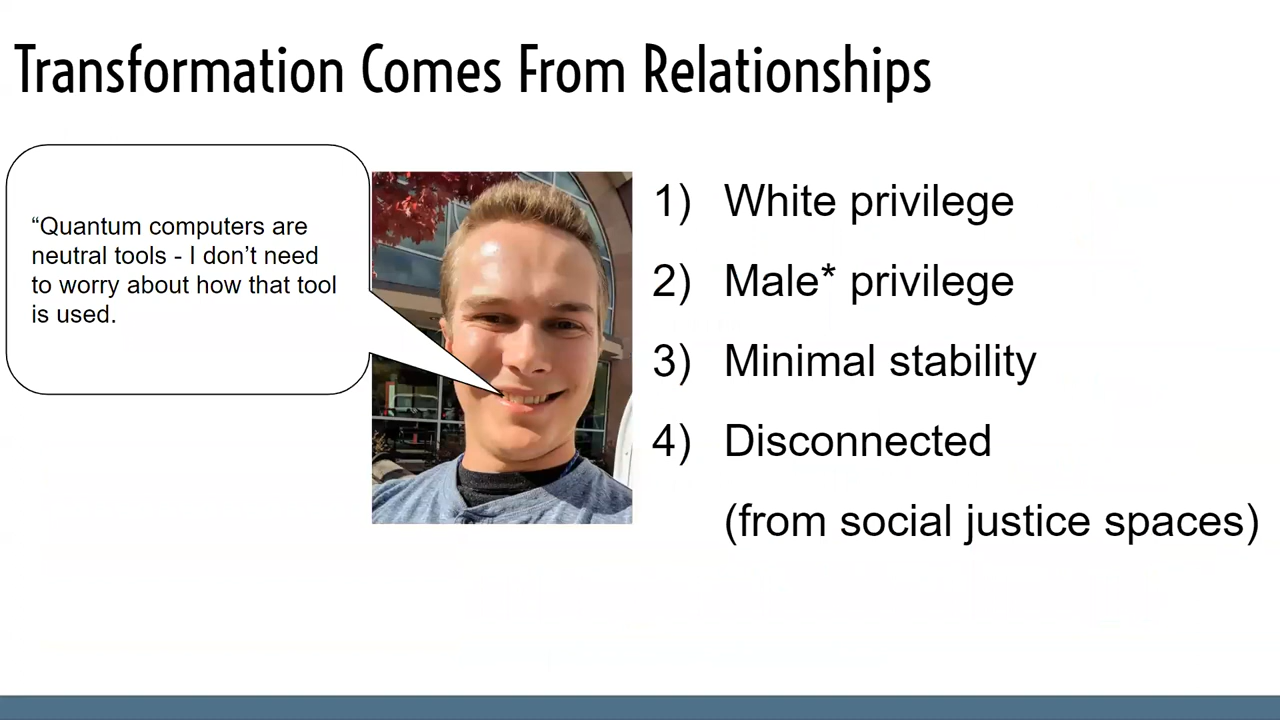 Transformation Comes From Relationships
“Quantum computers are
neutral tools - I don’t need
to worry about how that tool
is used.
1) White privilege
2) Male* privilege
3) Minimal stability
4) Disconnected
(from social justice spaces)